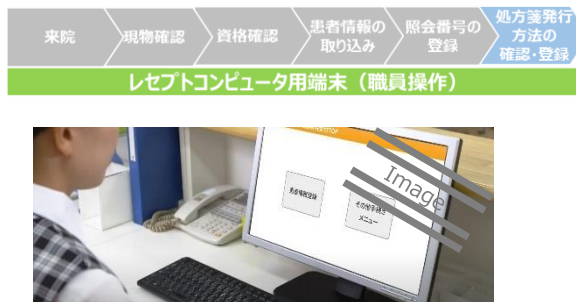 来院
現物確認
資格確認
患者情報の
取り込み
照会番号の
登録
処方箋発行
方法の
確認・登録
レセプトコンピュータ用端末（職員操作）
Image
患者情報登録
その他手続き
メニュー